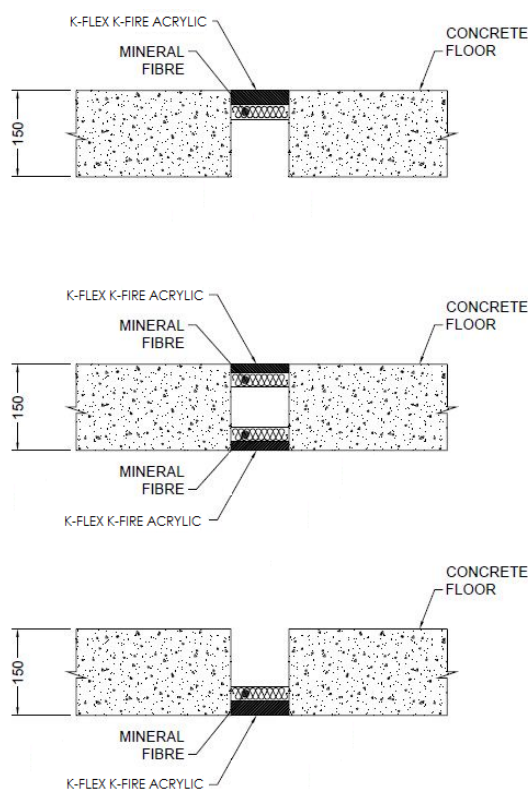 K-FLEX K-FIRE ACRYLIC
CONCRETE
FLOOR
MINERAL
FIBRE
150
K-FLEX K-FIRE ACRYLIC
CONCRETE
FLOOR
MINERAL
FIBRE
150
MINERAL
FIBRE
K-FLEX K-FIRE ACRYLIC
CONCRETE
FLOOR
150
MINERAL
FIBRE
K-FLEX K-FIRE ACRYLIC